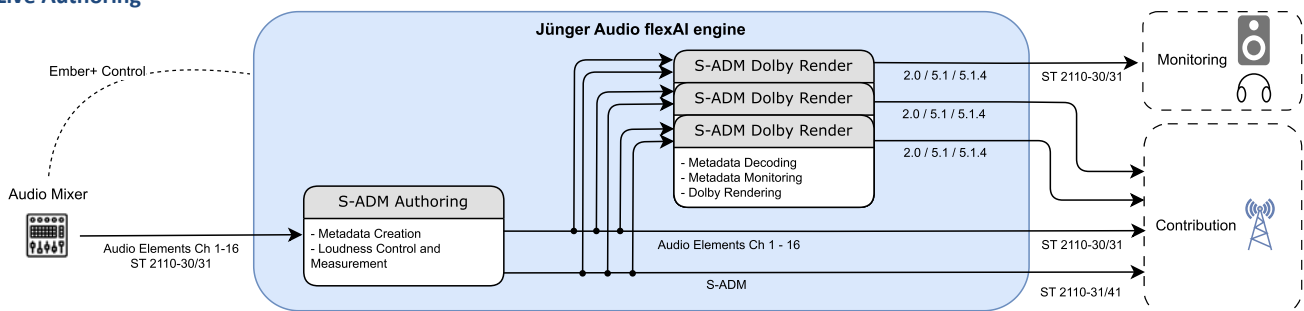 Live Authoring
Jünger Audio flexAI engine
Ember+ Control
Audio Mixer
Audio Elements Ch 1-16
ST 2110-30/31
S-ADM Authoring
- Metadata Creation
- Loudness Control and
Measurement
S-ADM Dolby Render
S-ADM Dolby Render
S-ADM Dolby Render
- Metadata Decoding
- Metadata Monitoring
- Dolby Rendering
2.0 / 5.1 / 5.1.4
2.0 / 5.1 / 5.1.4
2.0 / 5.1 / 5.1.4
Audio Elements Ch 1 - 16
S-ADM
ST 2110-30/31
ST 2110-30/31
ST 2110-31/41
Monitoring
Contribution